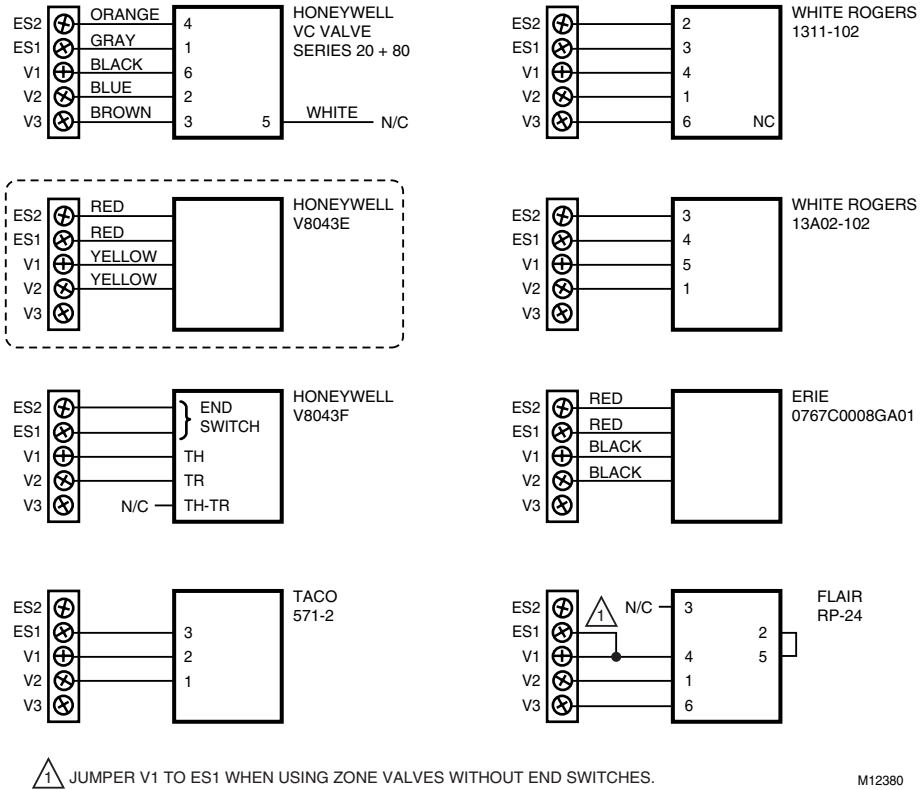 ES2 ORANGE 4 HONEYWELL
ES1 GRAY 1 VC VALVE
V1 BLACK 6 SERIES 20 + 80
V2 BLUE 2
V3 BROWN 3 5 WHITE N/C
ES2 2 WHITE ROGERS
ES1 3 1311-102
V1 4
V2 1
V3 6 NC
ES2 RED HONEYWELL
ES1 RED V8043E
V1 YELLOW
V2 YELLOW
V3
ES2 3 WHITE ROGERS
ES1 4 13A02-102
V1 5
V2 1
V3
ES2 END HONEYWELL
ES1 SWITCH V8043F
V1 TH
V2 TR
V3 N/C TH-TR
ES2 RED ERIE
ES1 RED 0767C0008GA01
V1 BLACK
V2 BLACK
V3
ES2 TACO
ES1 3 571-2
V1 2
V2 1
V3
ES2 1 N/C 3 FLAIR
ES1 2 RP-24
V1 4 5
V2 1
V3 6
1 JUMPER V1 TO ES1 WHEN USING ZONE VALVES WITHOUT END SWITCHES.
M12380